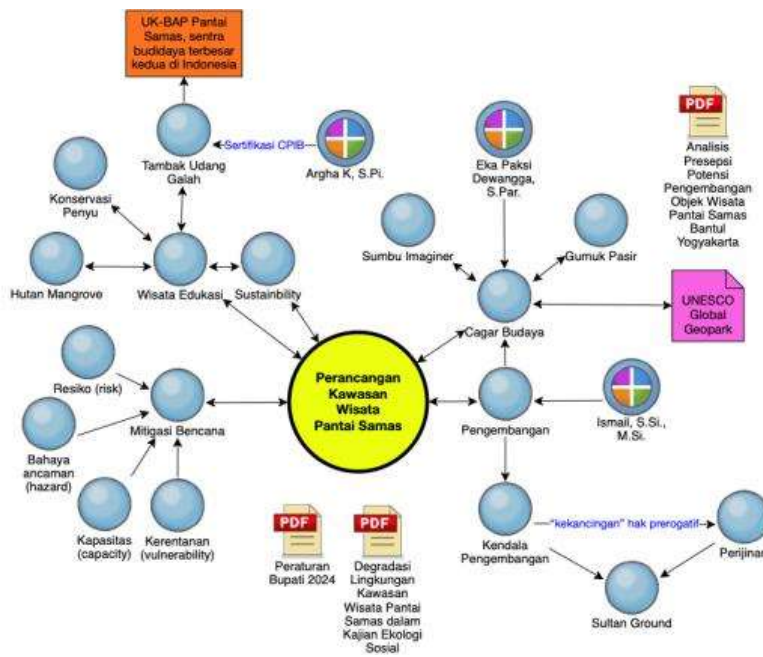 UK-BAP Pantai
Samas, sentra
budidaya terbesar
kedua di Indonesia
Tambak Udang
Galah
Sertifikasi CPIB
Argha K, S.Pi.
Konservasi
Penyu
Hutan Mangrove
Wisata Edukasi
Sustainbility
Eka Paksi
Dewangga,
S.Par.
Sumbu Imaginer
Gumuk Pasir
Cagar Budaya
PDF
Analisis
Presepsi
Potensi
Pengembangan
Objek Wisata
Pantai Samas
Bantul
Yogyakarta
UNESCO
Global
Geopark
Perancangan
Kawasan
Wisata
Pantai Samas
Resiko (risk)
Mitigasi Bencana
Bahaya
ancaman
(hazard)
Kapasitas
(capacity)
Kerentanan
(vulnerability)
Pengembangan
Ismail, S.Si.,
M.Si.
PDF
Peraturan
Bupati 2024
PDF
Degradasi
Lingkungan
Kawasan
Wisata Pantai
Samas dalam
Kajian Ekologi
Sosial
Kendala
Pengembangan
"kekancingan" hak prerogatif
Perijinan
Sultan Ground